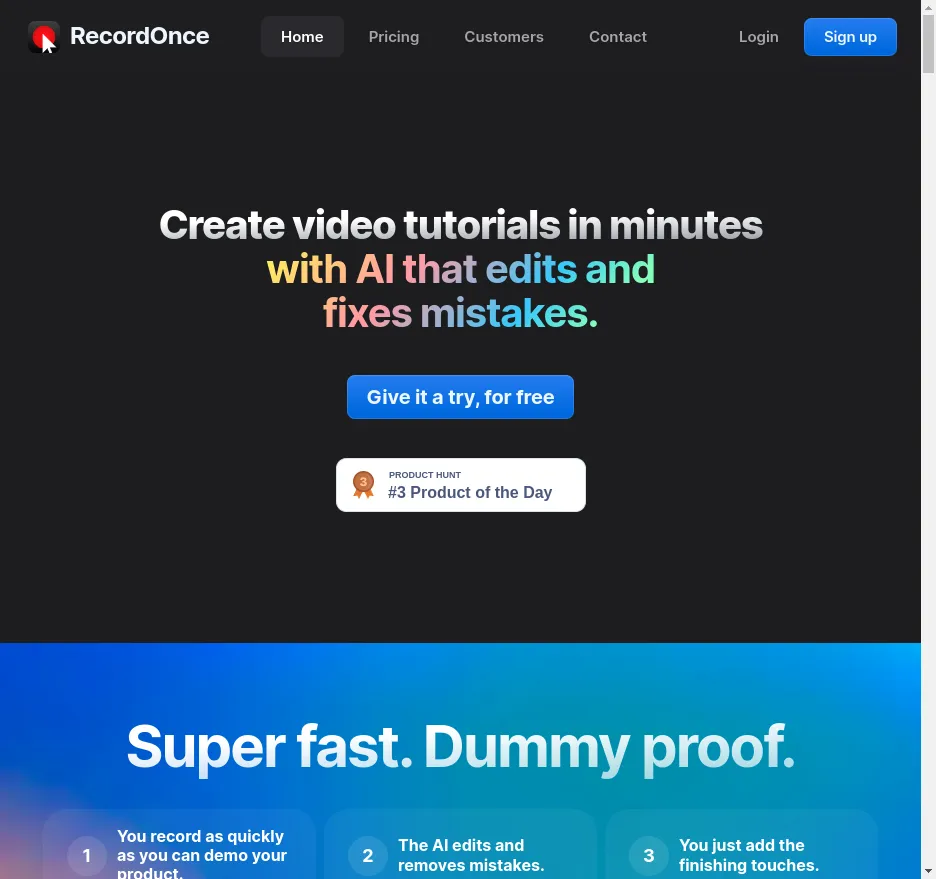 RecordOnce
Home
Pricing
Customers
Contact
Login
Sign up
Create video tutorials in minutes
with AI that edits and
fixes mistakes.
Give it a try, for free
3
PRODUCT HUNT
#3 Product of the Day
Super fast. Dummy proof.
1
You record as quickly
as you can demo your
product.
2
The AI edits and
removes mistakes.
3
You just add the
finishing touches.